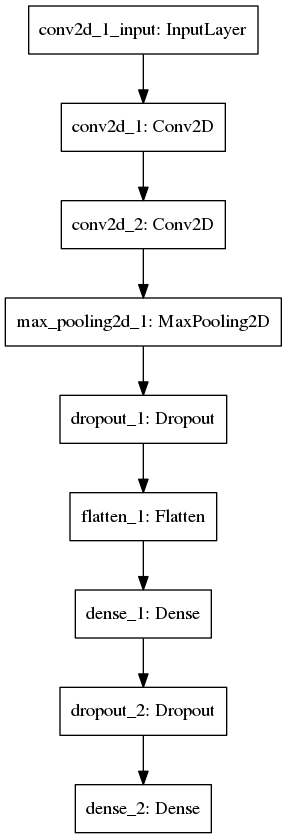 conv2d_1_input: InputLayer
conv2d_1: Conv2D
conv2d_2: Conv2D
max_pooling2d_1: MaxPooling2D
dropout_1: Dropout
flatten_1: Flatten
dense_1: Dense
dropout_2: Dropout
dense_2: Dense